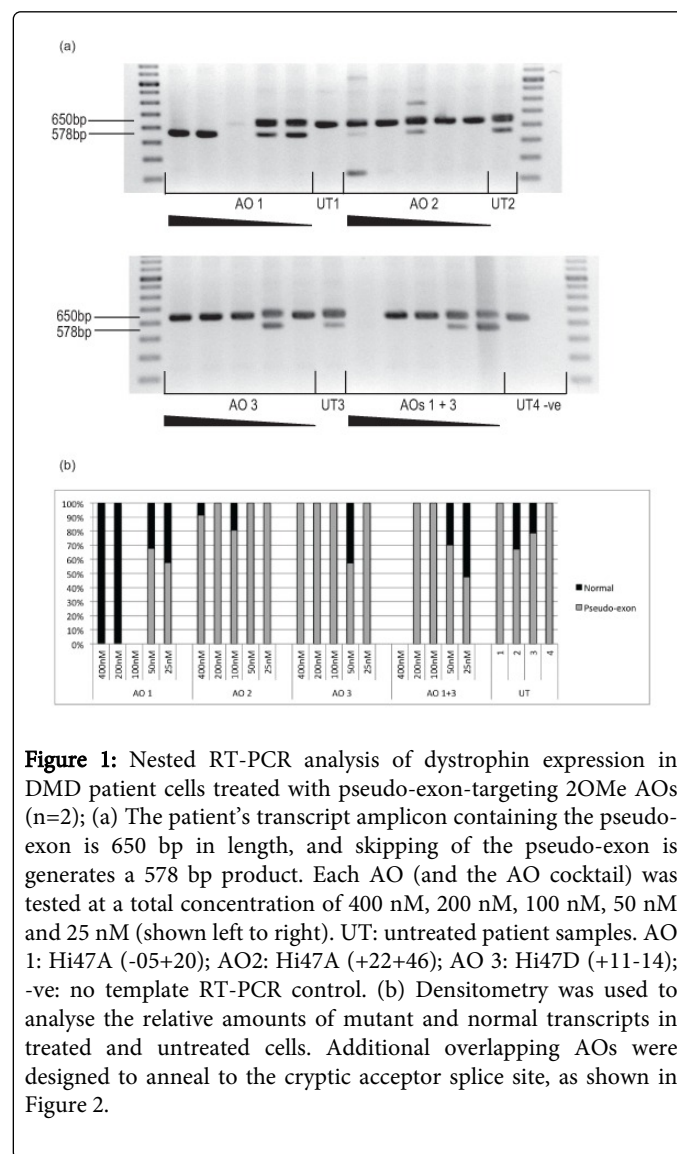 (a)
650bp
578bp
AO 1 UT1 AO 2 UT2
650bp
578bp
AO 3 UT3 AOs 1 + 3 UT4 -ve
(b)
100%
90%
80%
70%
60%
50%
40%
30%
20%
10%
0%
400nM 200nM 100nM 50nM 25nM 400nM 200nM 100nM 50nM 25nM 400nM 200nM 100nM 50nM 25nM 400nM 200nM 100nM 50nM 25nM 1 2 3 4
AO 1 AO 2 AO 3 AO 1+3 UT
Normal
Pseudo-exon
Figure 1: Nested RT-PCR analysis of dystrophin expression in
DMD patient cells treated with pseudo-exon-targeting 2OMe AOs
(n=2); (a) The patient's transcript amplicon containing the pseudo-
exon is 650 bp in length, and skipping of the pseudo-exon is
generates a 578 bp product. Each AO (and the AO cocktail) was
tested at a total concentration of 400 nM, 200 nM, 100 nM, 50 nM
and 25 nM (shown left to right). UT: untreated patient samples. AO
1: Hi47A (-05+20); AO2: Hi47A (+22+46); AO 3: Hi47D (+11-14);
-ve: no template RT-PCR control. (b) Densitometry was used to
analyse the relative amounts of mutant and normal transcripts in
treated and untreated cells. Additional overlapping AOs were
designed to anneal to the cryptic acceptor splice site, as shown in
Figure 2.